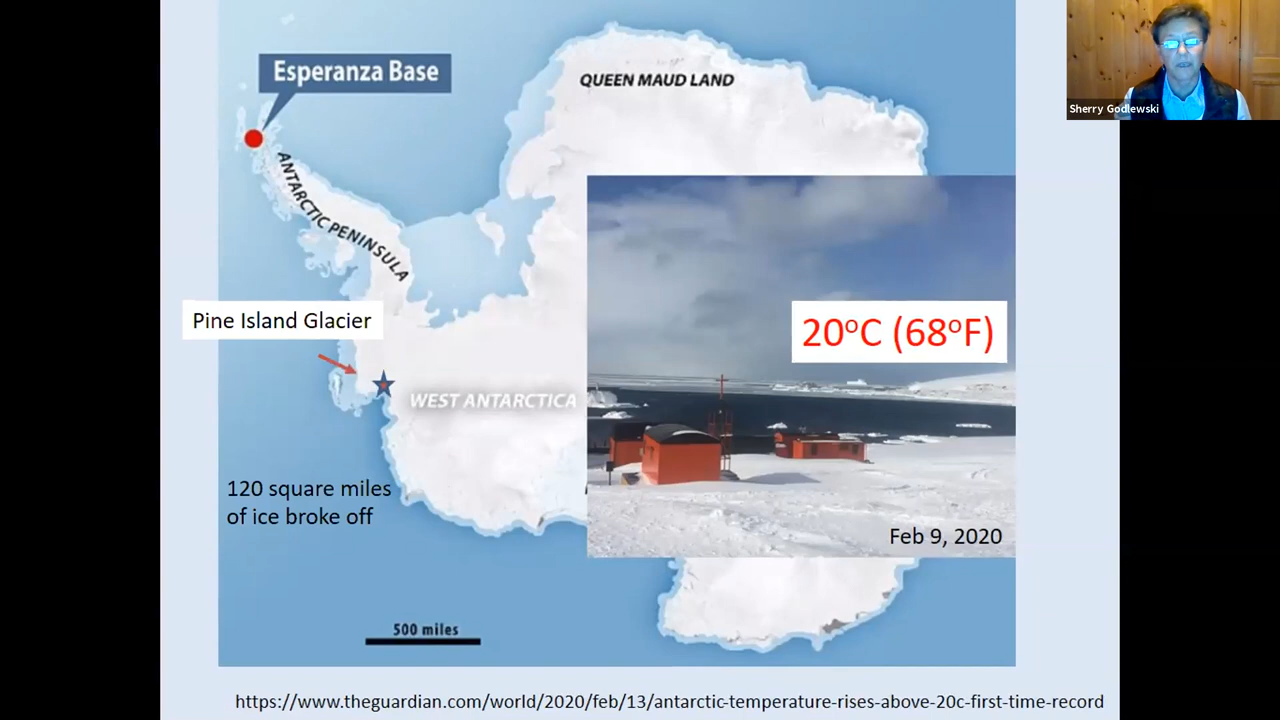 Esperanza Base
QUEEN MAUD LAND
Sherry Godlewski
ANTARCTIC PENINSULA
Pine Island Glacier
20ºC (68ºF)
WEST ANTARCTICA
120 square miles
of ice broke off
Feb 9, 2020
500 miles
https://www.theguardian.com/world/2020/feb/13/antarctic-temperature-rises-above-20c-first-time-record